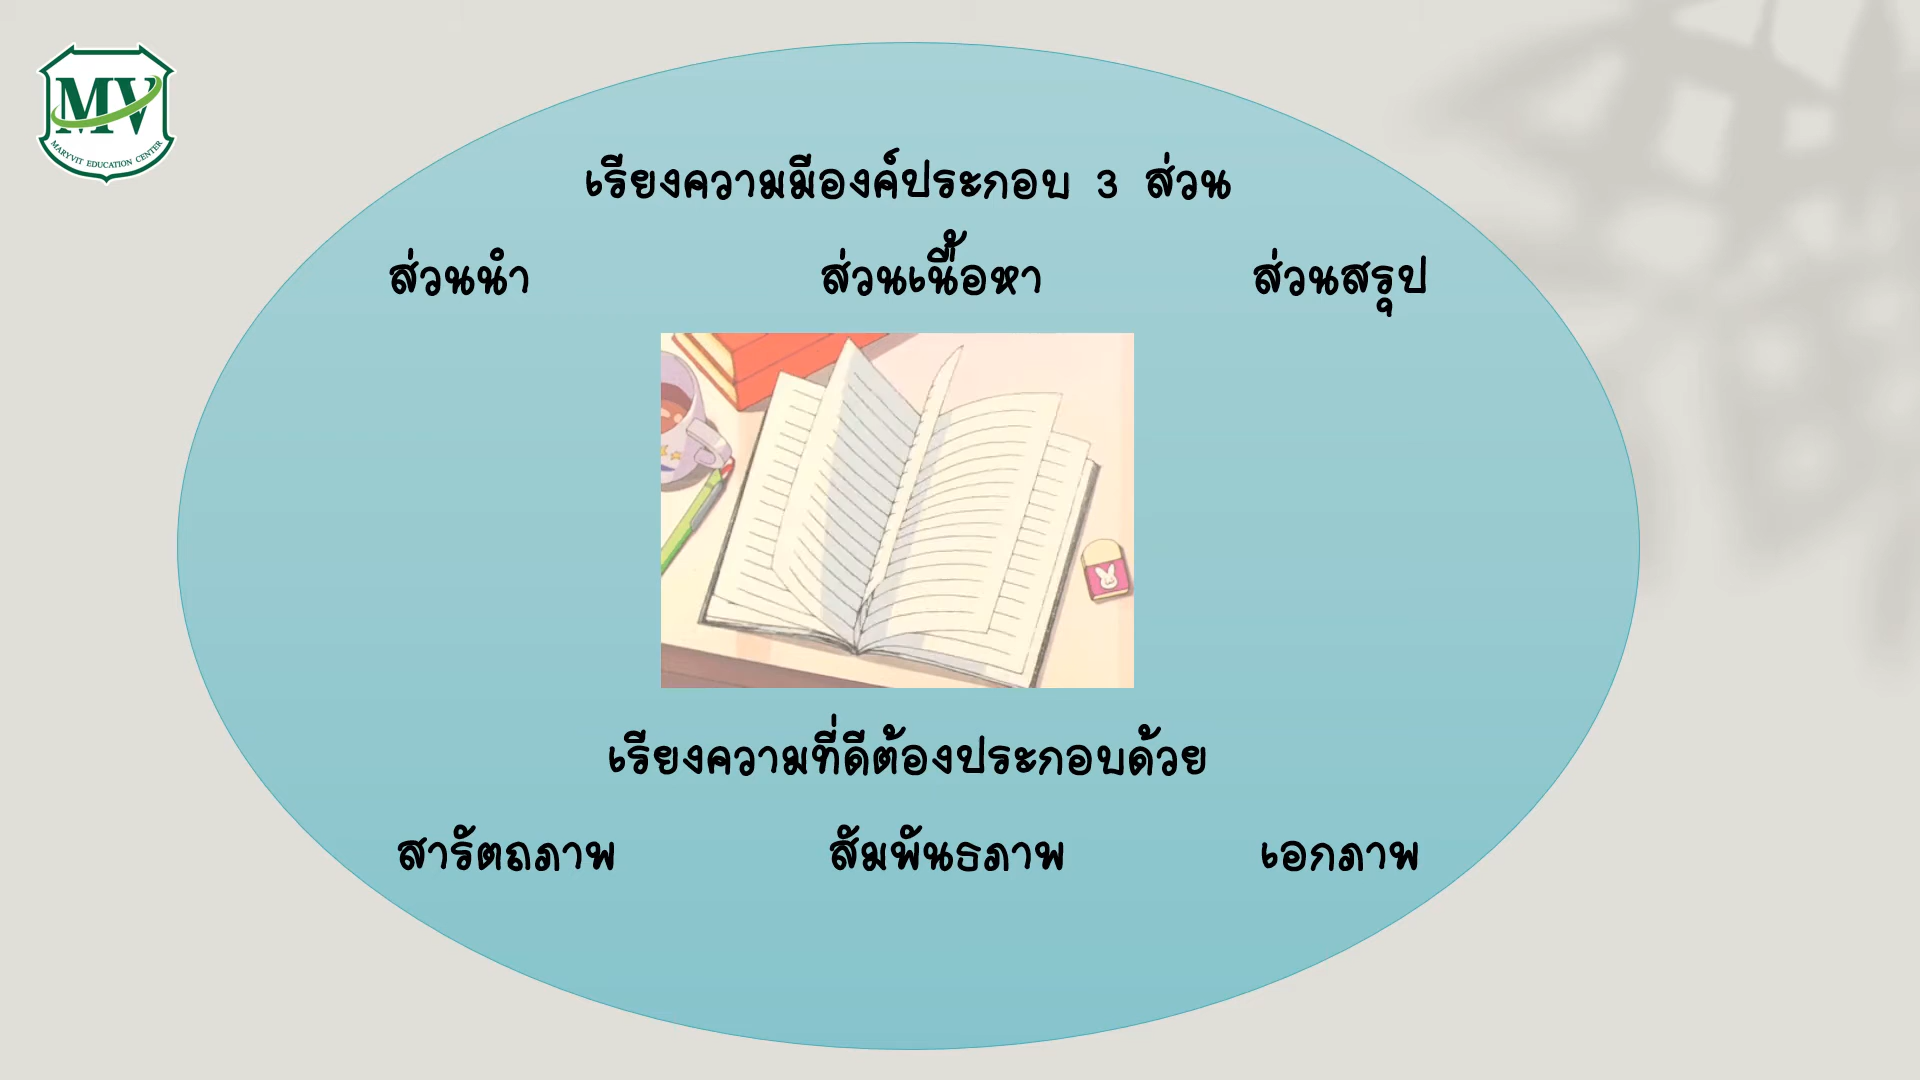 MV
MARYVIT EDUCATION CENTER
เรียงความมีองค์ประกอบ 3 ส่วน
ส่วนนำ ส่วนเนื้อหา ส่วนสรุป
เรียงความที่ดีต้องประกอบด้วย
สารัตถภาพ สัมพันธภาพ เอกภาพ